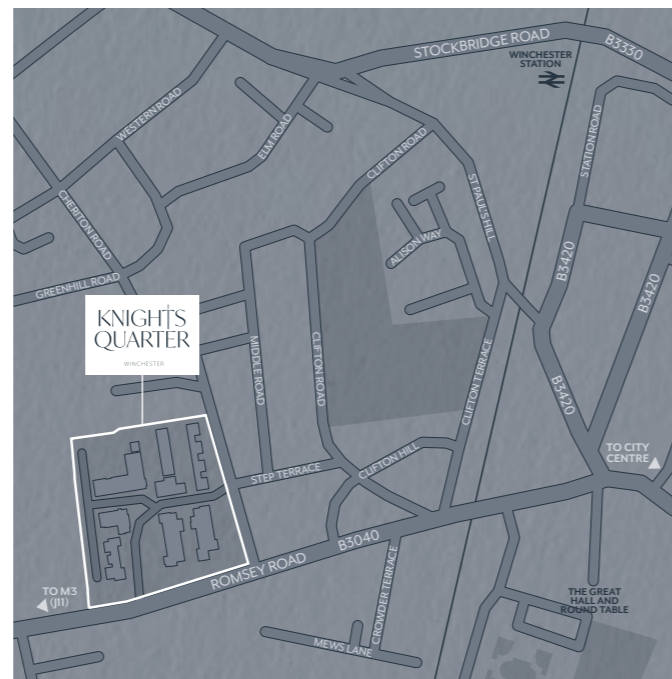 STOCKBRIDGE ROAD
B3330
WINCHESTER
STATION
WESTERN ROAD
ELM ROAD
CLIFTON ROAD
STATION ROAD
ST PAUL'S HILL
CHERITON ROAD
ALISON WAY
GREENHILL ROAD
B3420
B3420
KNIGHTS
QUARTER
WINCHESTER
MIDDLE ROAD
CLIFTON ROAD
CLIFTON TERRACE
B3420
STEP TERRACE
CLIFTON HILL
TO CITY
CENTRE
ROMSEY ROAD
B3040
CROWDER TERRACE
TO M3
(J11)
THE GREAT
HALL AND
ROUND TABLE
MEWS LANE